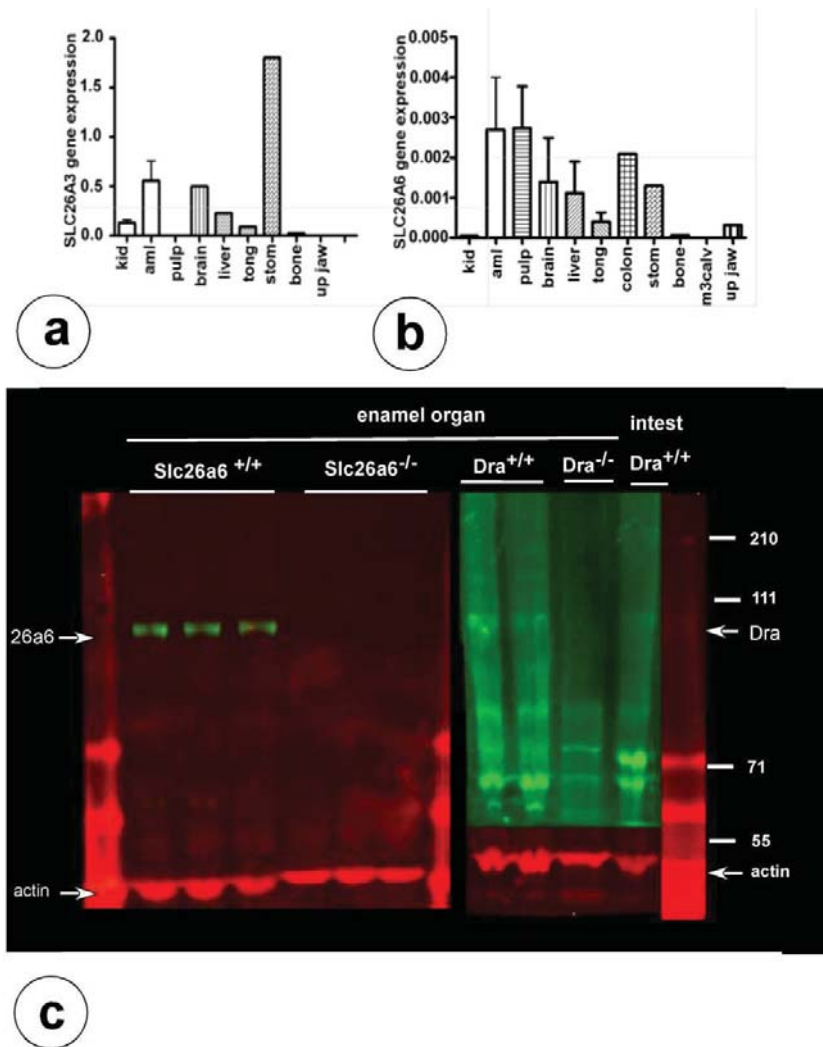 SLC26A3 gene expression
2.0
1.5
1.0
0.5
0.0
kid
aml
pulp
brain
liver
tong
stom
bone
up jaw
a
SLC26A6 gene expression
0.005
0.004
0.003
0.002
0.001
0.000
kid
aml
pulp
brain
liver
tong
colon
stom
bone
m3calv
up jaw
b
enamel organ
intest
Slc26a6 +/+
Slc26a6-/-
Dra+/+
Dra-/-
Dra+/+
210
111
26a6
Dra
71
55
actin
actin
c